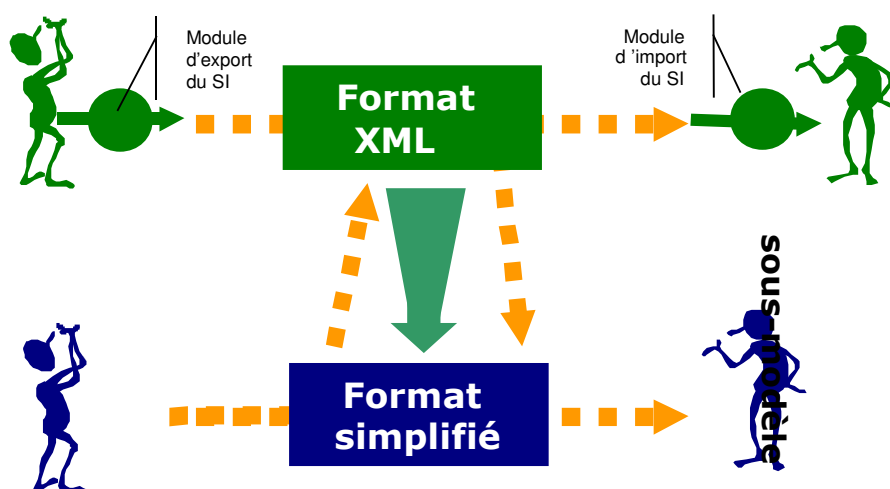 Module
d'export
du SI
Module
d 'import
du SI
Format
XML
sous-modèle
Format
simplifié